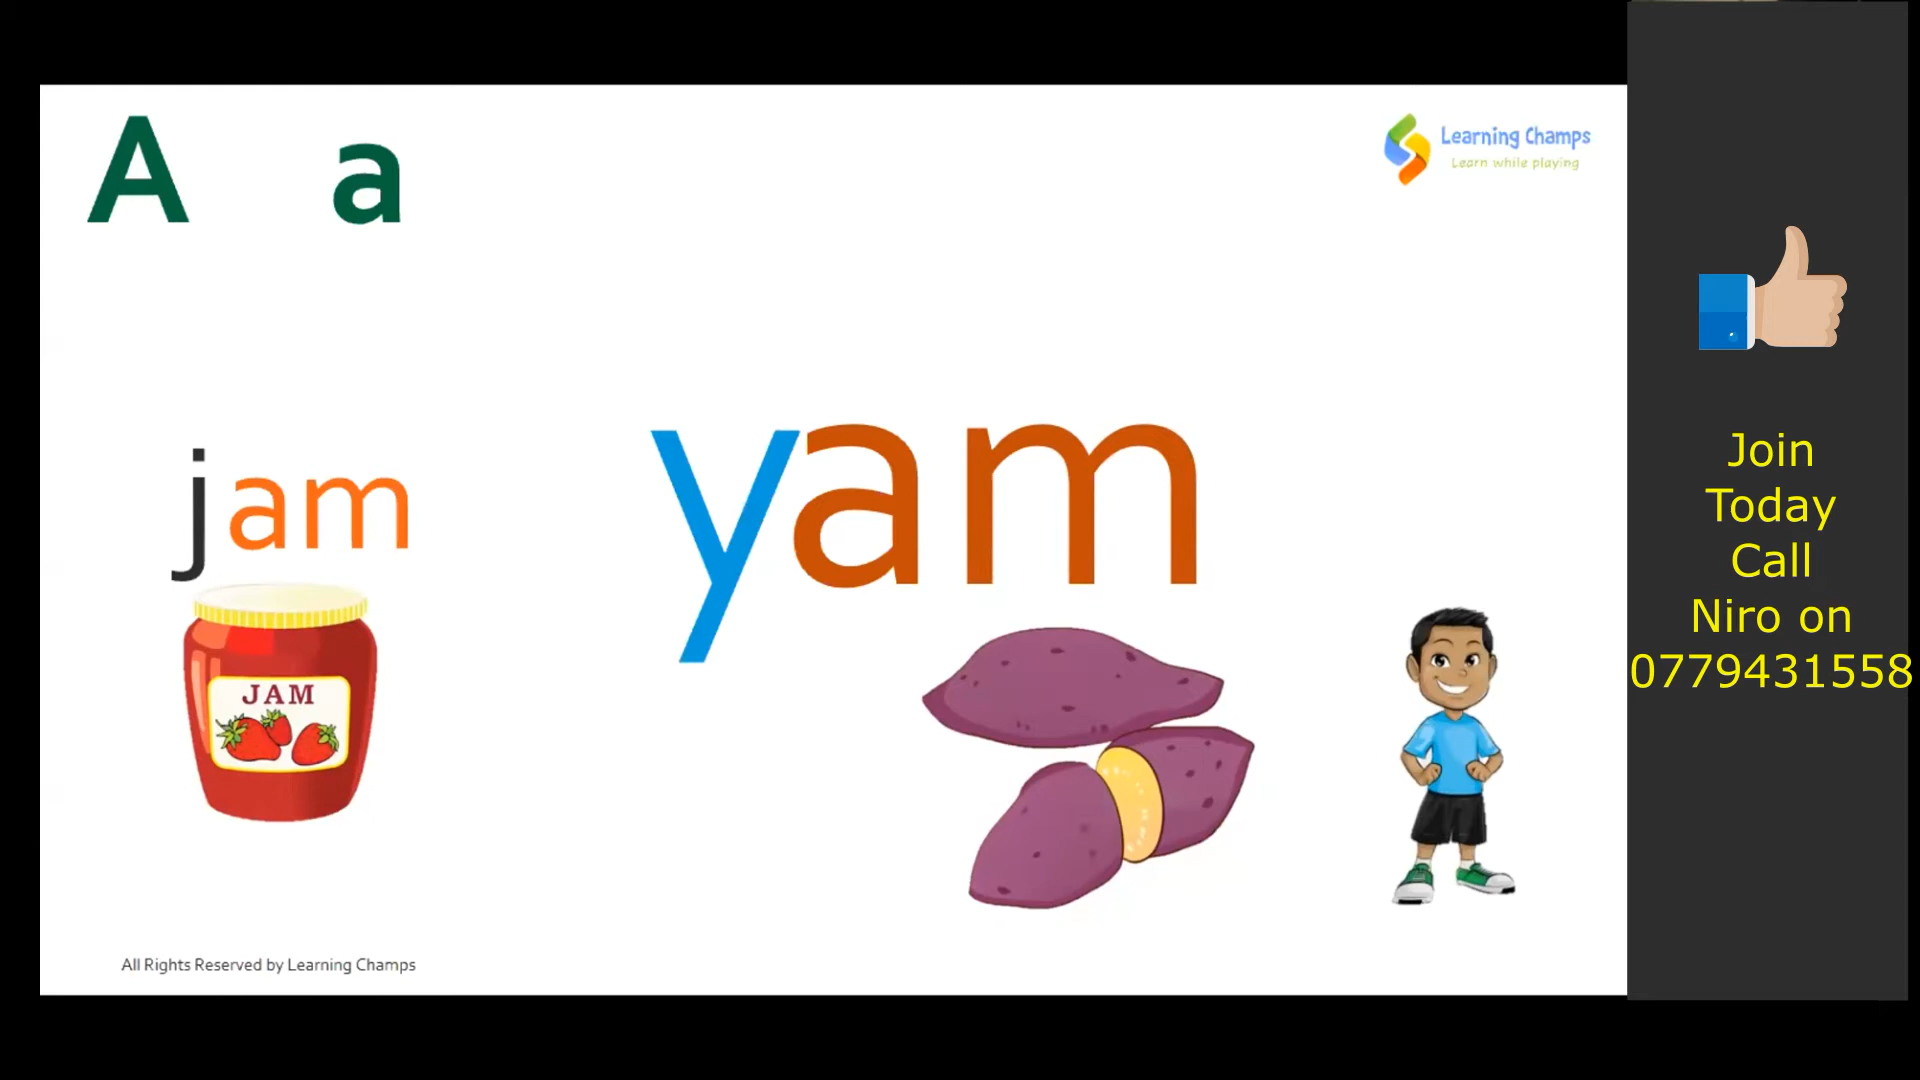 A a
Learning Champs
Learn while playing
jam
yam
JAM
All Rights Reserved by Learning Champs
Join
Today
Call
Niro on
0779431558